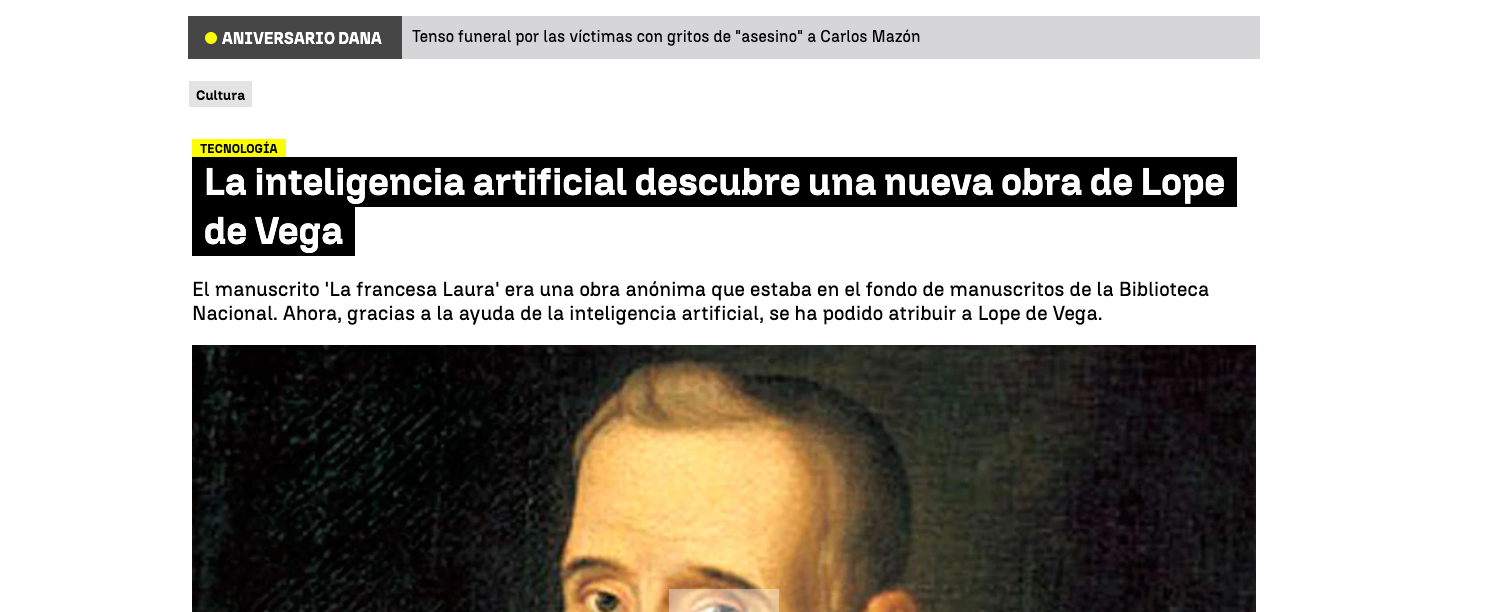 ANIVERSARIO DANA
Tenso funeral por las víctimas con gritos de "asesino" a Carlos Mazón
Cultura
TECNOLOGÍA
La inteligencia artificial descubre una nueva obra de Lope
de Vega
El manuscrito 'La francesa Laura' era una obra anónima que estaba en el fondo de manuscritos de la Biblioteca
Nacional. Ahora, gracias a la ayuda de la inteligencia artificial, se ha podido atribuir a Lope de Vega.